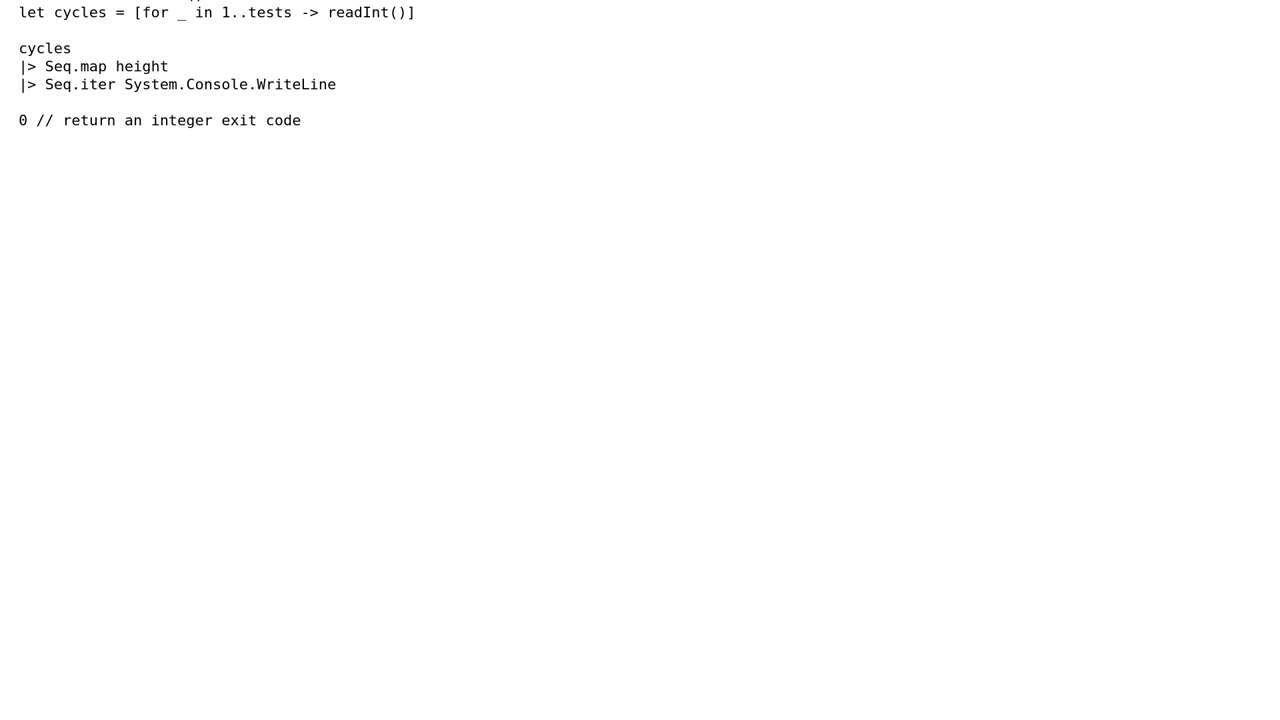 let cycles = [for _ in 1..tests -> readInt()]
cycles
|> Seq.map height
|> Seq.iter System.Console.WriteLine
0 // return an integer exit code